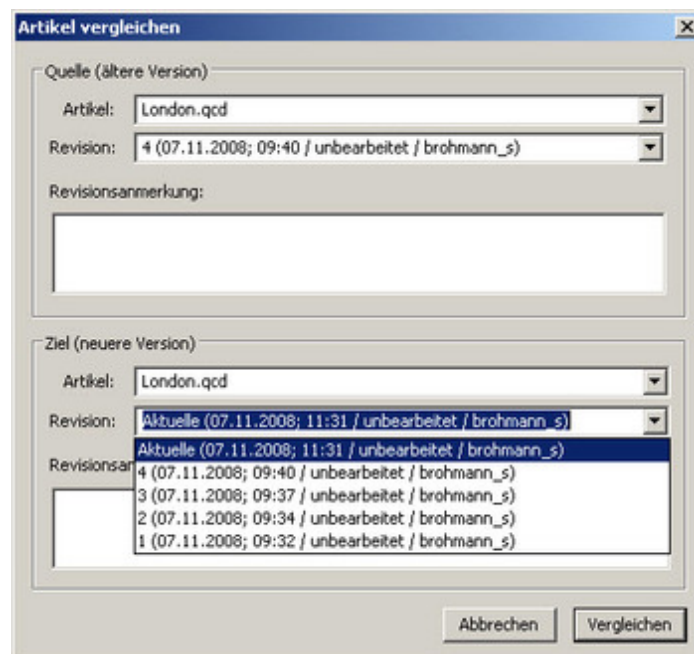 Artikel vergleichen
Quelle (ältere Version)
Artikel: London.qcd
Revision: 4 (07.11.2008; 09:40 / unbearbeitet / brohmann_s)
Revisionsanmerkung:
Ziel (neuere Version)
Artikel: London.qcd
Revision: Aktuelle (07.11.2008; 11:31 / unbearbeitet / brohmann_s)
Aktuelle (07.11.2008; 11:31 / unbearbeitet / brohmann_s)
Revisionsan
4 (07.11.2008; 09:40 / unbearbeitet / brohmann_s)
3 (07.11.2008; 09:37 / unbearbeitet / brohmann_s)
2 (07.11.2008; 09:34 / unbearbeitet / brohmann_s)
1 (07.11.2008; 09:32 / unbearbeitet / brohmann_s)
Abbrechen Vergleichen